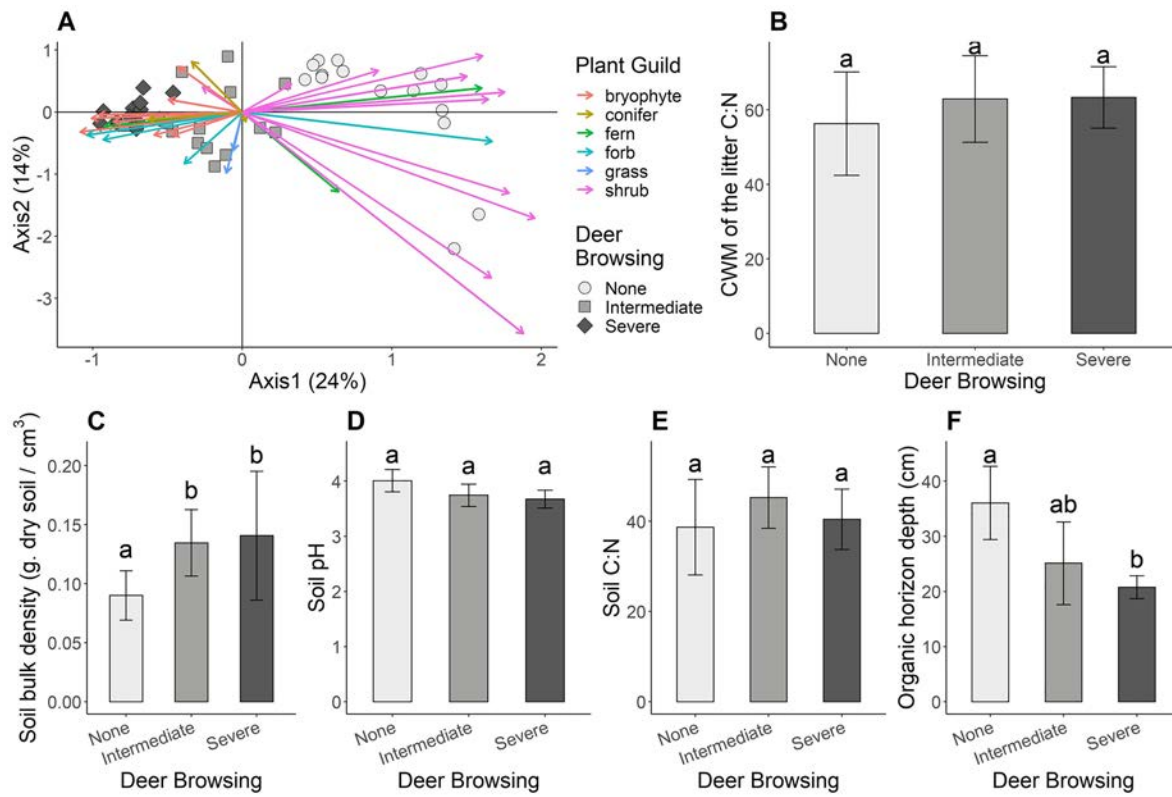 A
Axis2 (14%)
1
0
-1
-2
-3
-1
0
1
2
Axis1 (24%)
Plant Guild
bryophyte
conifer
fern
forb
grass
shrub
Deer
Browsing
None
Intermediate
Severe
B
CWM of the litter C:N
60
40
20
0
a
a
a
None
Intermediate
Severe
Deer Browsing
C
Soil bulk density (g. dry soil / cm³)
0.20
0.15
0.10
0.05
0.00
a
b
b
None
Intermediate
Severe
Deer Browsing
D
Soil pH
4
3
2
1
0
a
a
a
None
Intermediate
Severe
Deer Browsing
E
Soil C:N
40
20
0
a
a
a
None
Intermediate
Severe
Deer Browsing
F
Organic horizon depth (cm)
40
30
20
10
0
a
ab
b
None
Intermediate
Severe
Deer Browsing